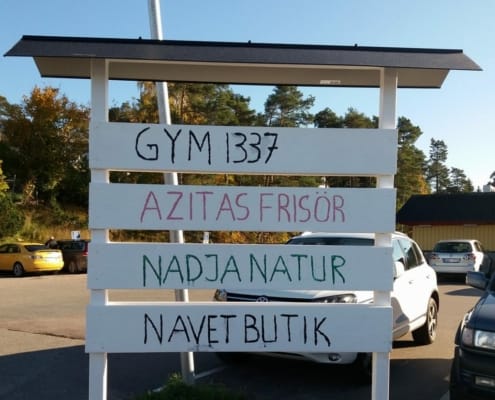 GYM 1337
AZITAS FRISÖR
NADJA NATUR
NAVET BUTIK